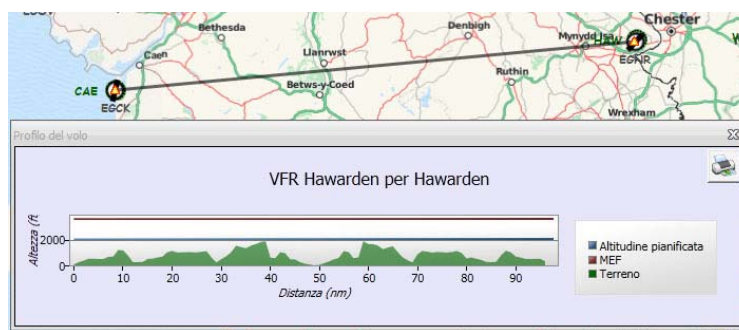 Bethesda
Denbigh
Chester
Caen
Llanrwst
Mynydd Isa
HAW
CAE
EGCK
Betws-y-Coed
Ruthin
EGNR
Wrexham
Profilo del volo
VFR Hawarden per Hawarden
Altezza (ft
2000
0
0 10 20 30 40 50 60 70 80 90
Distanza (nm)
Altitudine pianificata
MEF
Terreno